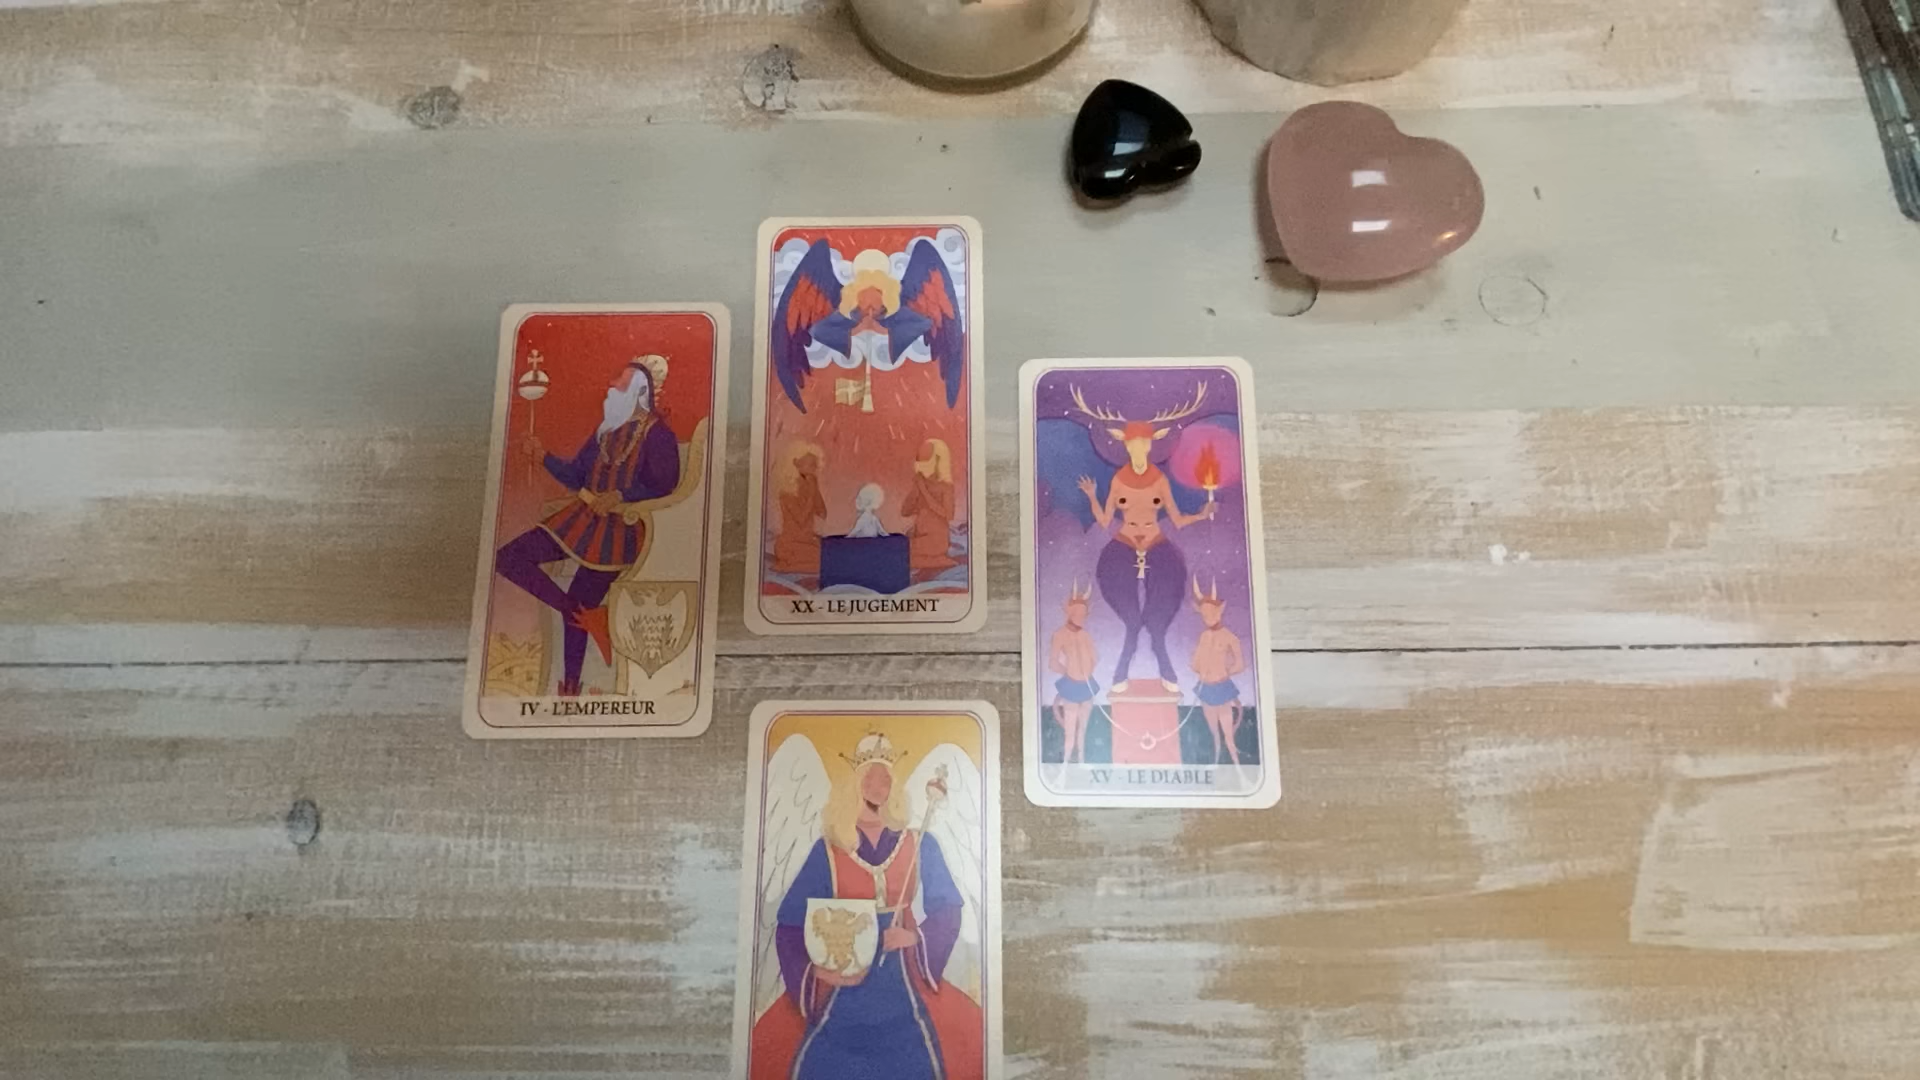 XX - LE JUGEMENT
IV - L'EMPEREUR
XV - LE DIABLE